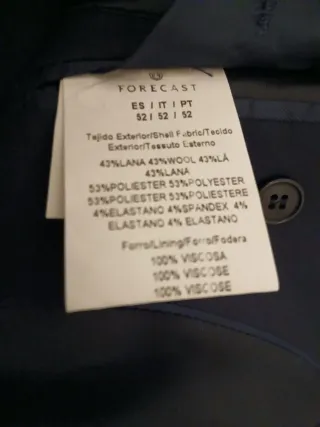 FORECAST
ES / IT / PT
52 / 52 / 52
Tejido Exterior/Shell Fabric/Tecido
Exterior/Tessuto Esterno
43%LANA 43%WOOL 43%LÃ
43%LANA
53%POLIESTER 53%POLYESTER
53%POLIÉSTER 53%POLIESTERE
4%ELASTANO 4%SPANDEX 4%
ELASTANO 4% ELASTANO
Forro/Lining/Forro/Fodera
100% VISCOSA
100% VISCOSE
100% VISCOSE